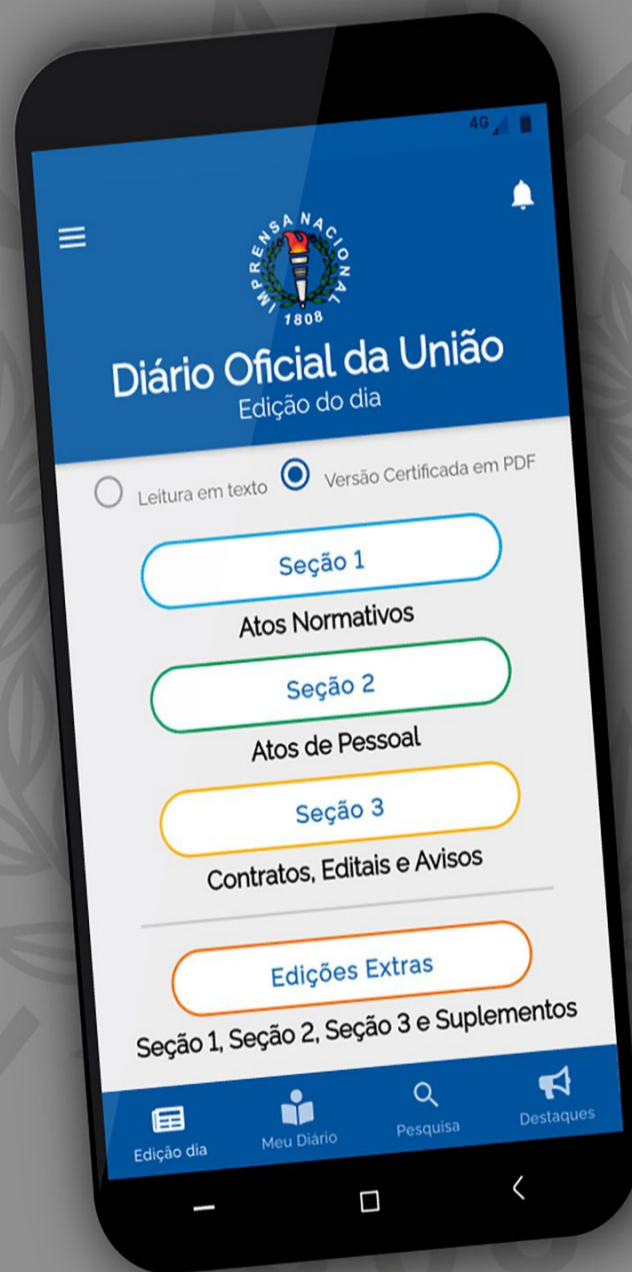 4G
IMPRENSA NACIONAL
1808
Diário Oficial da União
Edição do dia
Leitura em texto Versão Certificada em PDF
Seção 1
Atos Normativos
Seção 2
Atos de Pessoal
Seção 3
Contratos, Editais e Avisos
Edições Extras
Seção 1, Seção 2, Seção 3 e Suplementos
Edição dia Meu Diário Pesquisa Destaques